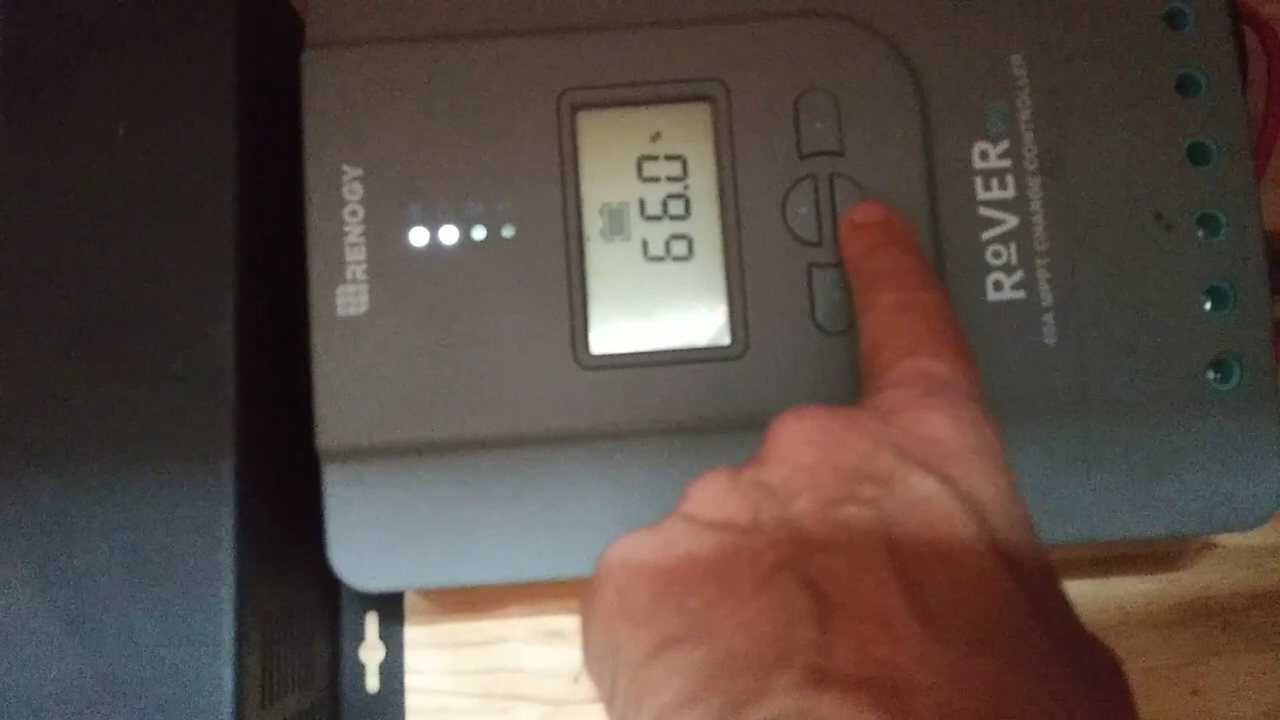 RENOGY
66.0 %
ROVER
40A MPPT CHARGE CONTROLLER